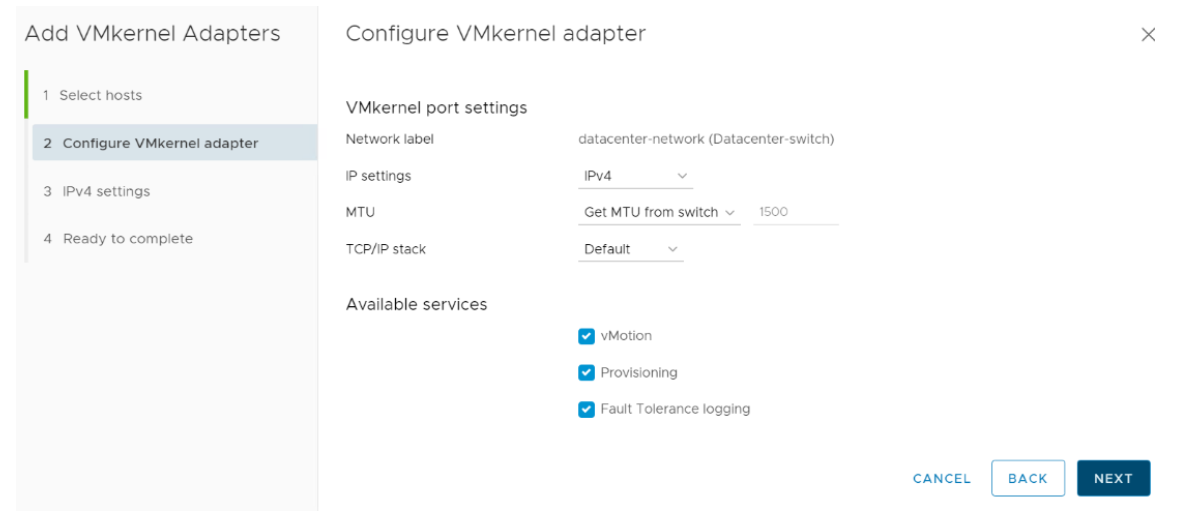 Add VMkernel Adapters
1 Select hosts
2 Configure VMkernel adapter
3 IPv4 settings
4 Ready to complete
Configure VMkernel adapter
VMkernel port settings
Network label datacenter-network (Datacenter-switch)
IP settings IPv4
MTU Get MTU from switch 1500
TCP/IP stack Default
Available services
vMotion
Provisioning
Fault Tolerance logging
CANCEL BACK NEXT